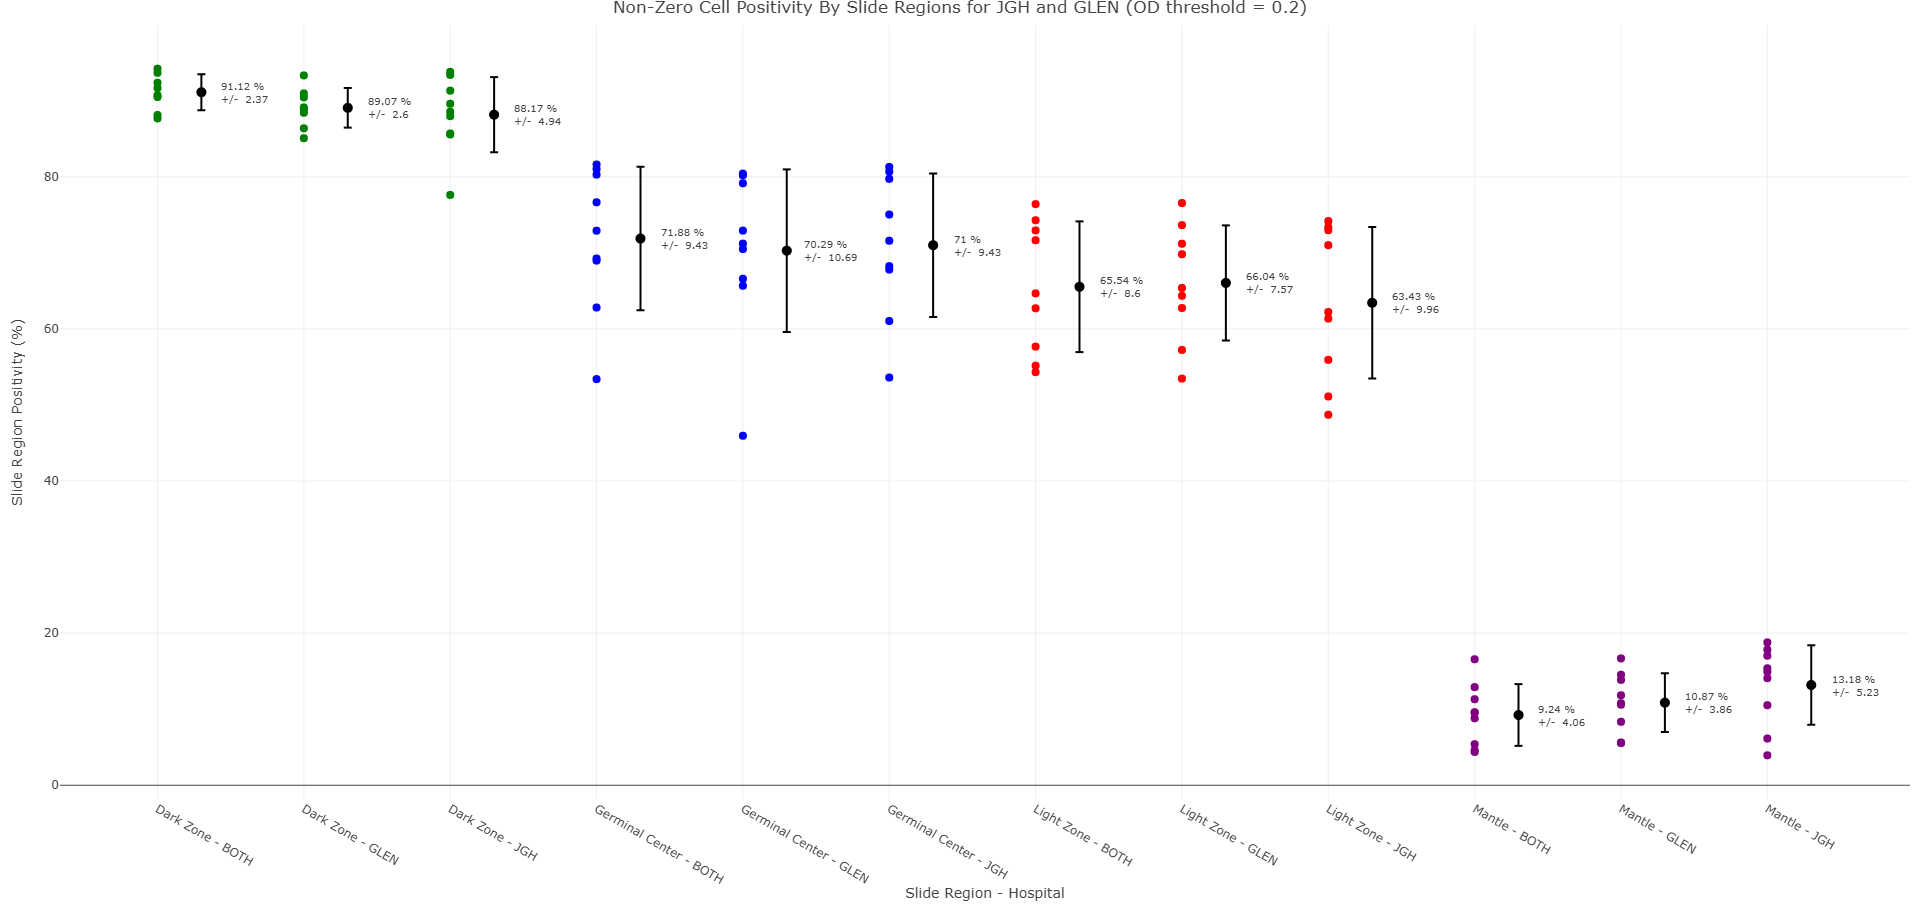 Non-Zero Cell Positivity By Slide Regions for JGH and GLEN (OD threshold = 0.2)
Slide Region Positivity (%)
80
60
40
20
0
91.12 %
+/- 2.37
89.07 %
+/- 2.6
88.17 %
+/- 4.94
71.88 %
+/- 9.43
70.29 %
+/- 10.69
71 %
+/- 9.43
65.54 %
+/- 8.6
66.04 %
+/- 7.57
63.43 %
+/- 9.96
9.24 %
+/- 4.06
10.87 %
+/- 3.86
13.18 %
+/- 5.23
Dark Zone - BOTH
Dark Zone - GLEN
Dark Zone - JGH
Germinal Center - BOTH
Germinal Center - GLEN
Germinal Center - JGH
Light Zone - BOTH
Light Zone - GLEN
Light Zone - JGH
Mantle - BOTH
Mantle - GLEN
Mantle - JGH
Slide Region - Hospital